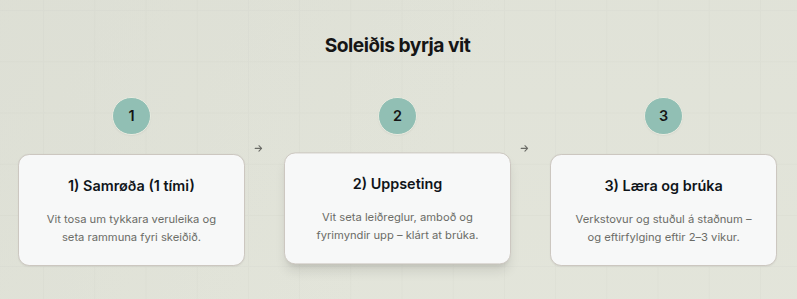 Soleiðis byrja vit
1
1) Samrøða (1 tími)
Vit tosa um tykkara veruleika og
seta rammuna fyri skeiðið.
→
2
2) Uppseting
Vit seta leiðreglur, amboð og
fyrimyndir upp – klárt at brúka.
→
3
3) Læra og brúka
Verkstovur og stuðul á staðnum –
og eftirfylging eftir 2–3 vikur.